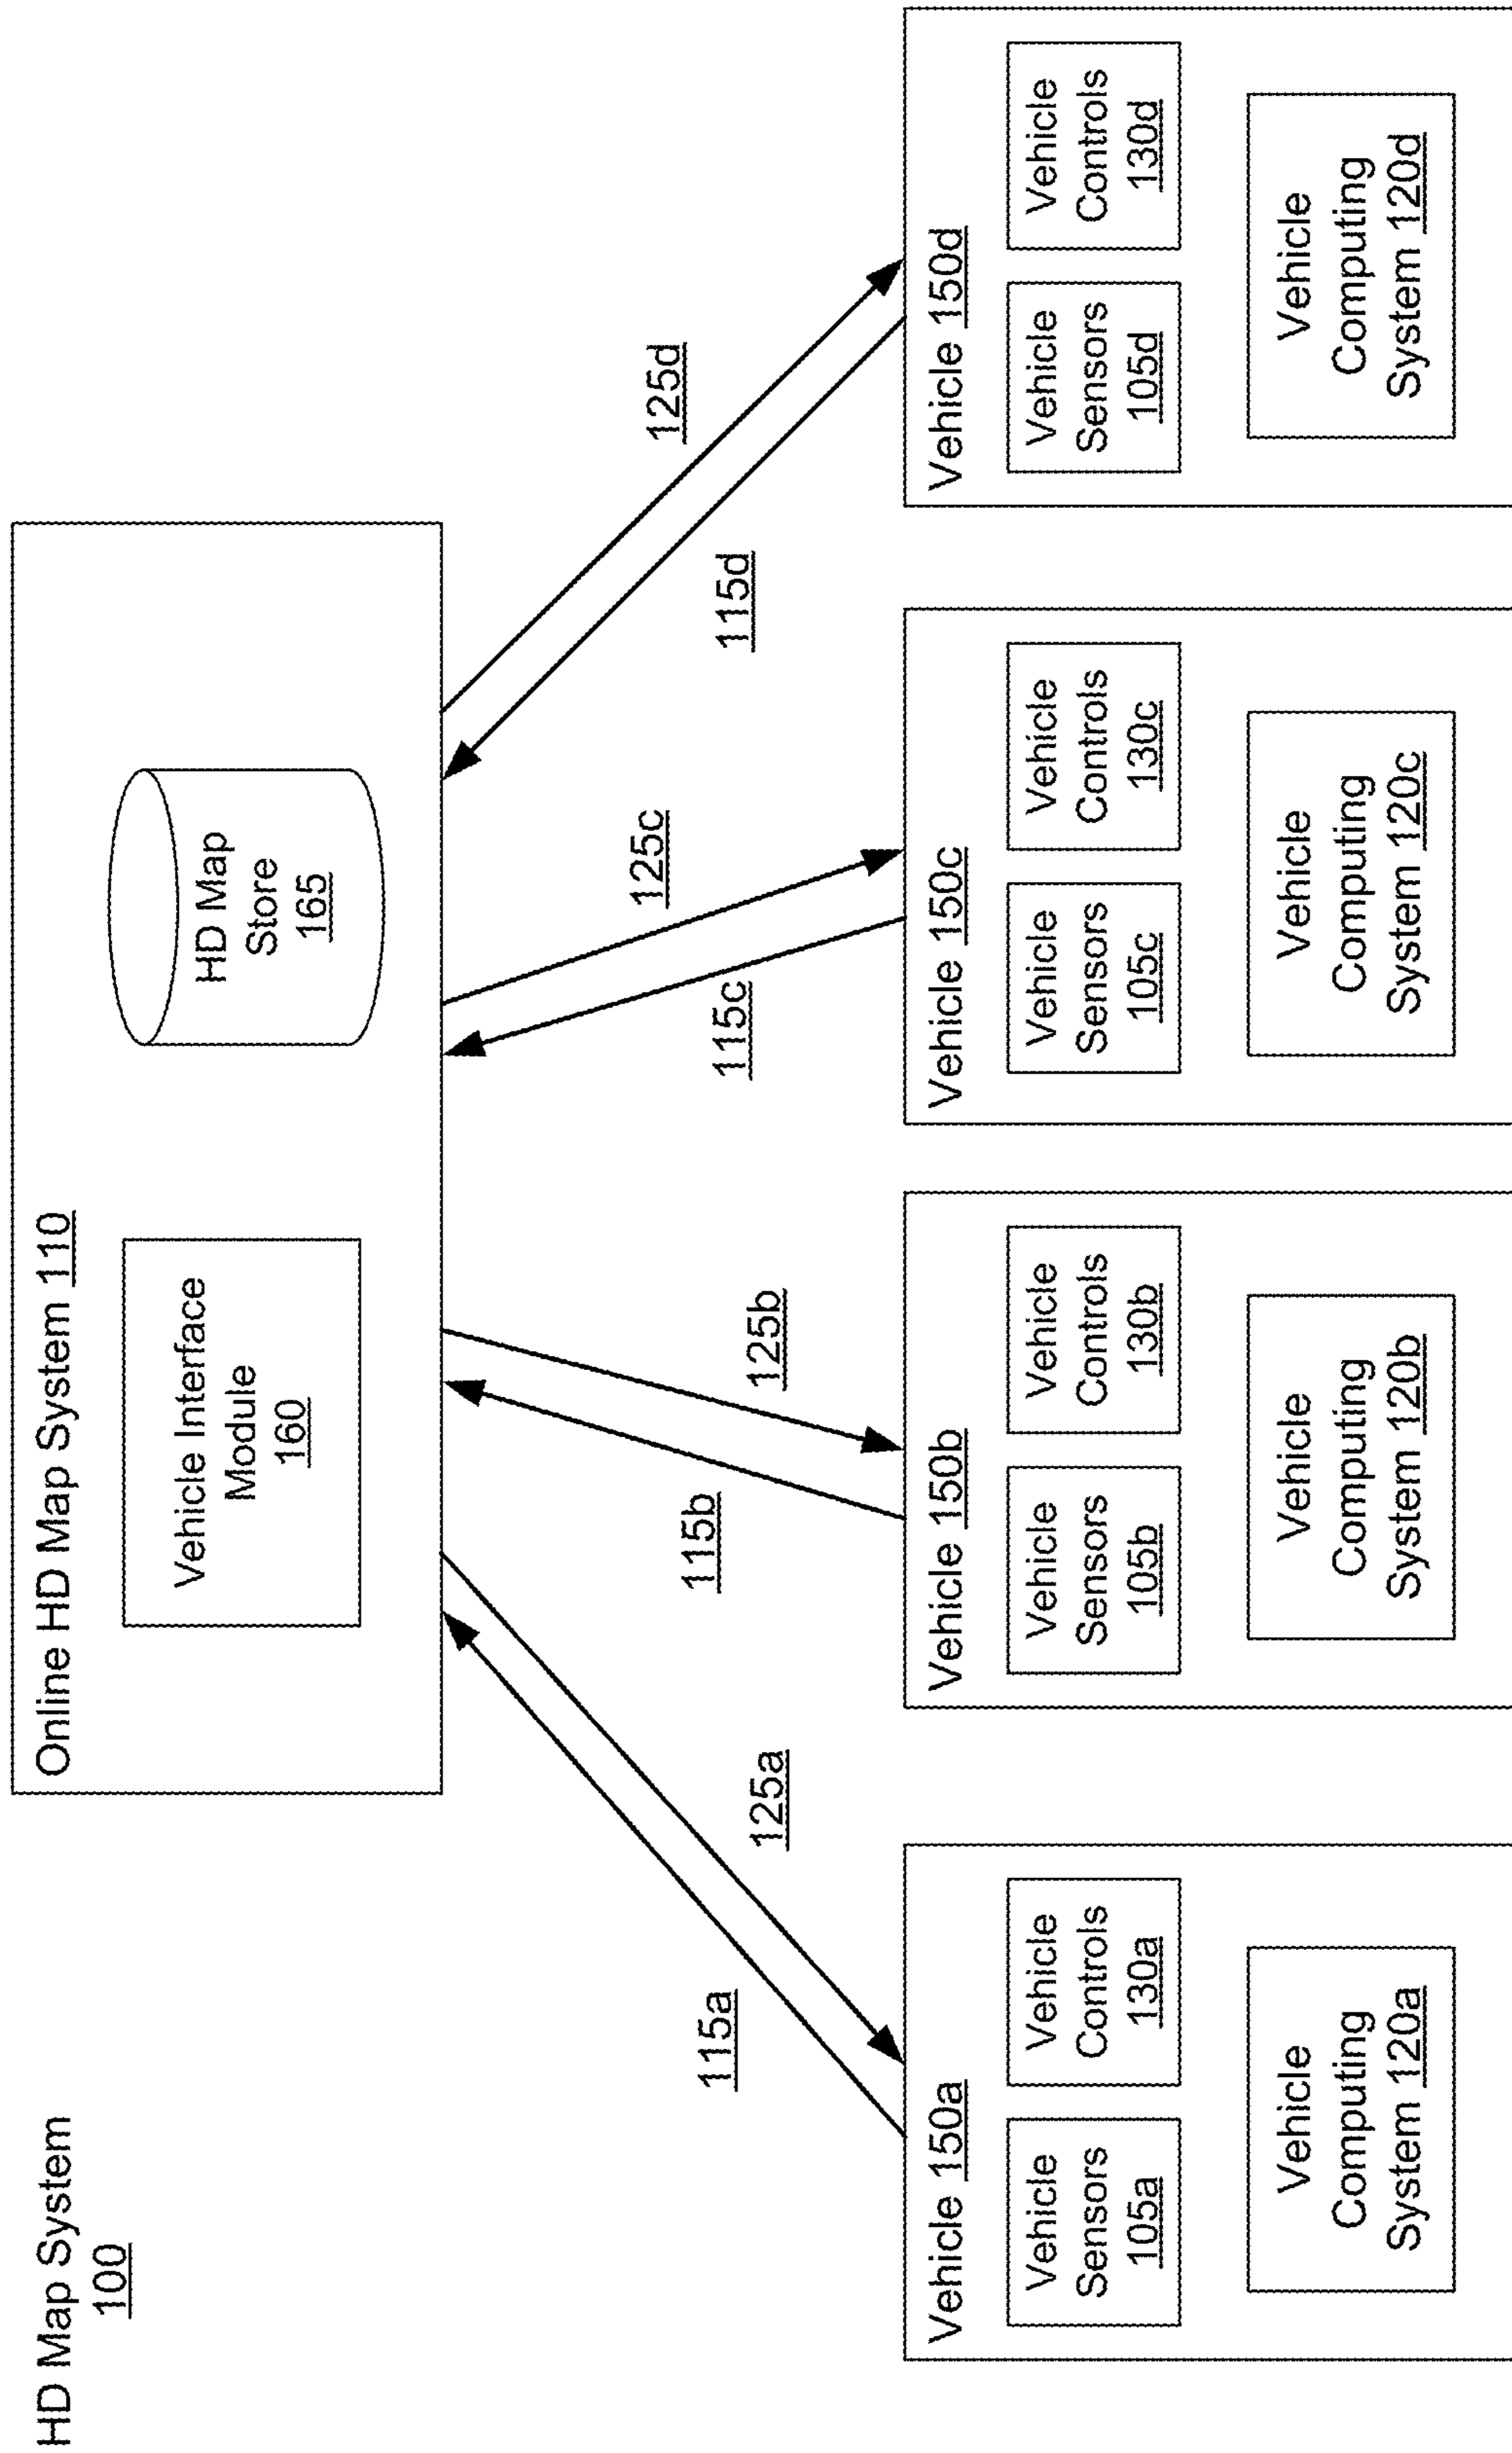 HD Map System
100
Online HD Map System 110
Vehicle Interface
Module
160
HD Map
Store
165
115a
125a
115b
125b
115c
125c
115d
125d
Vehicle 150a
Vehicle
Sensors
105a
Vehicle
Controls
130a
Vehicle
Computing
System 120a
Vehicle 150b
Vehicle
Sensors
105b
Vehicle
Controls
130b
Vehicle
Computing
System 120b
Vehicle 150c
Vehicle
Sensors
105c
Vehicle
Controls
130c
Vehicle
Computing
System 120c
Vehicle 150d
Vehicle
Sensors
105d
Vehicle
Controls
130d
Vehicle
Computing
System 120d